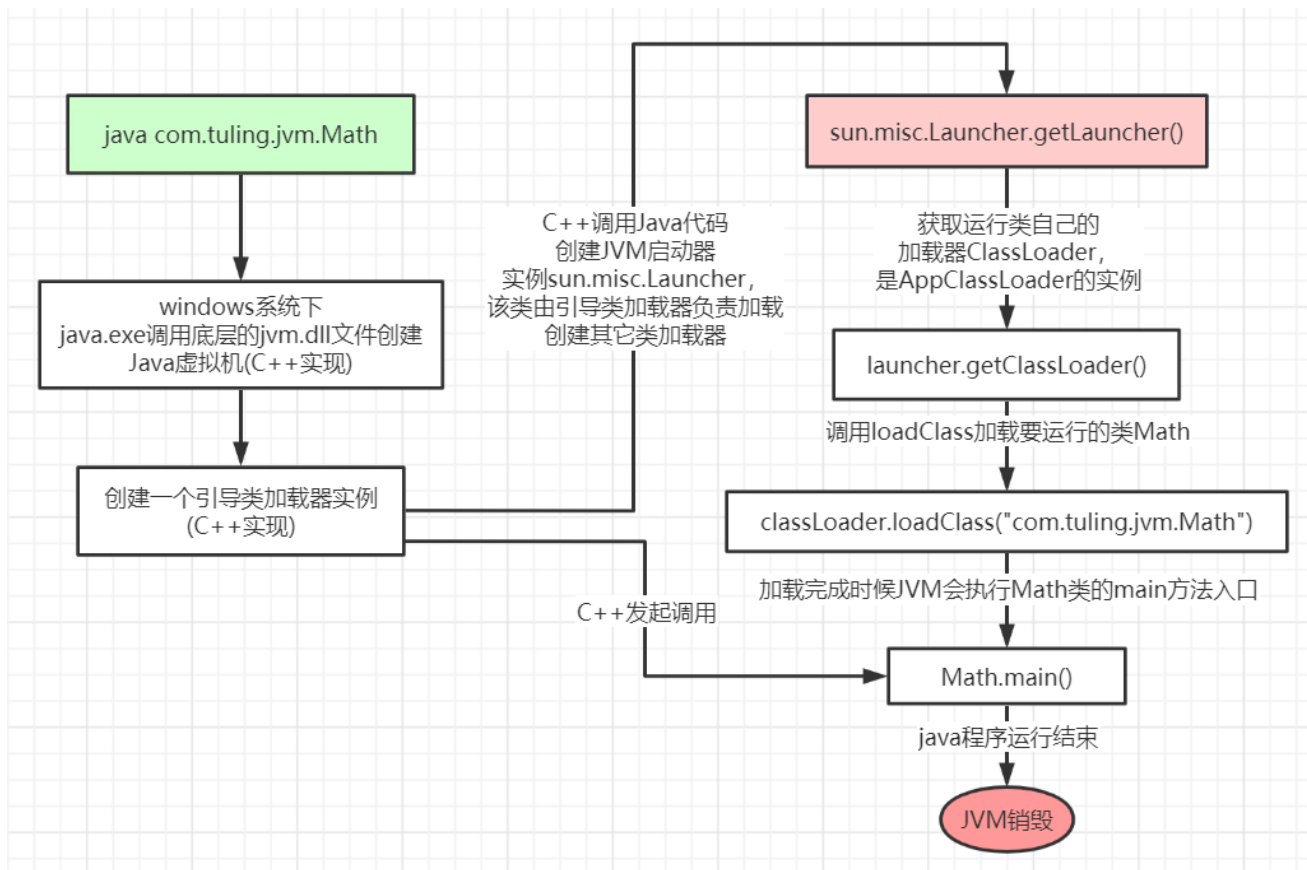 java com.tuling.jvm.Math
windows系统下
java.exe调用底层的jvm.dll文件创建
Java虚拟机(C++实现)
创建一个引导类加载器实例
(C++实现)
C++调用Java代码
创建JVM启动器
实例sun.misc.Launcher，
该类由引导类加载器负责加载
创建其它类加载器
C++发起调用
sun.misc.Launcher.getLauncher()
获取运行类自己的
加载器ClassLoader，
是AppClassLoader的实例
launcher.getClassLoader()
调用loadClass加载要运行的类Math
classLoader.loadClass("com.tuling.jvm.Math")
加载完成时候JVM会执行Math类的main方法入口
Math.main()
java程序运行结束
JVM销毁